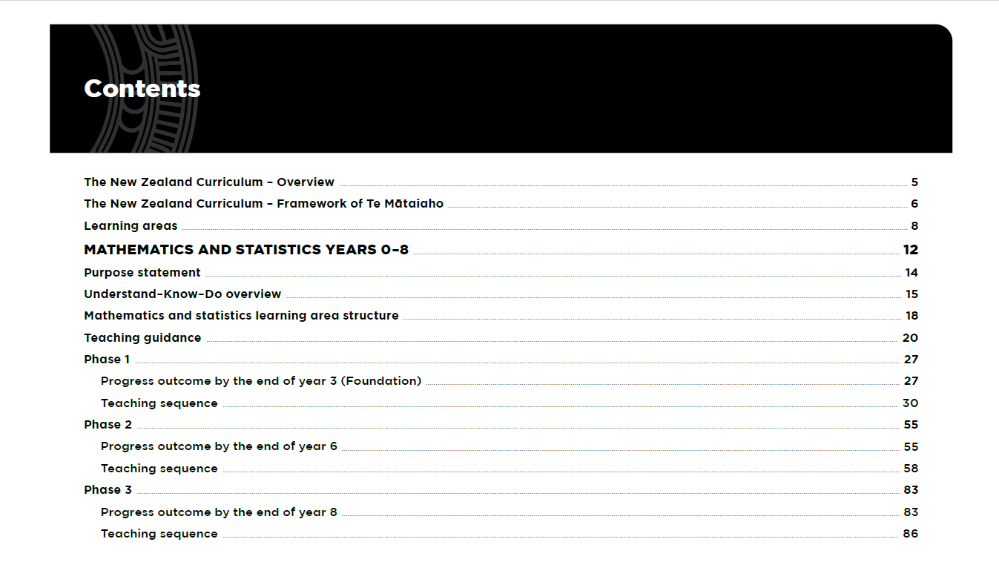 Contents
The New Zealand Curriculum – Overview 5
The New Zealand Curriculum – Framework of Te Mātaiaho 6
Learning areas 8
MATHEMATICS AND STATISTICS YEARS 0–8 12
Purpose statement 14
Understand–Know–Do overview 15
Mathematics and statistics learning area structure 18
Teaching guidance 20
Phase 1 27
Progress outcome by the end of year 3 (Foundation) 27
Teaching sequence 30
Phase 2 55
Progress outcome by the end of year 6 55
Teaching sequence 58
Phase 3 83
Progress outcome by the end of year 8 83
Teaching sequence 86